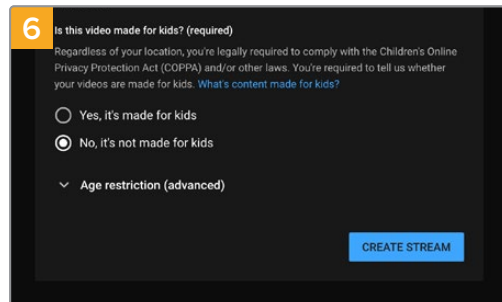 6
Is this video made for kids? (required)
Regardless of your location, you're legally required to comply with the Children's Online
Privacy Protection Act (COPPA) and/or other laws. You're required to tell us whether
your videos are made for kids. What's content made for kids?
Yes, it's made for kids
No, it's not made for kids
Age restriction (advanced)
CREATE STREAM